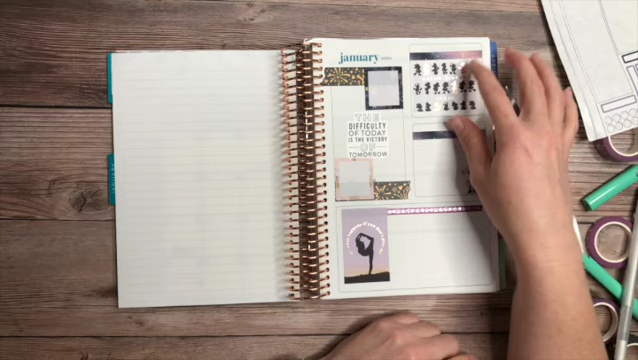 january
THE
DIFFICULTY
OF TODAY
IS THE VICTORY
OF
TOMORROW